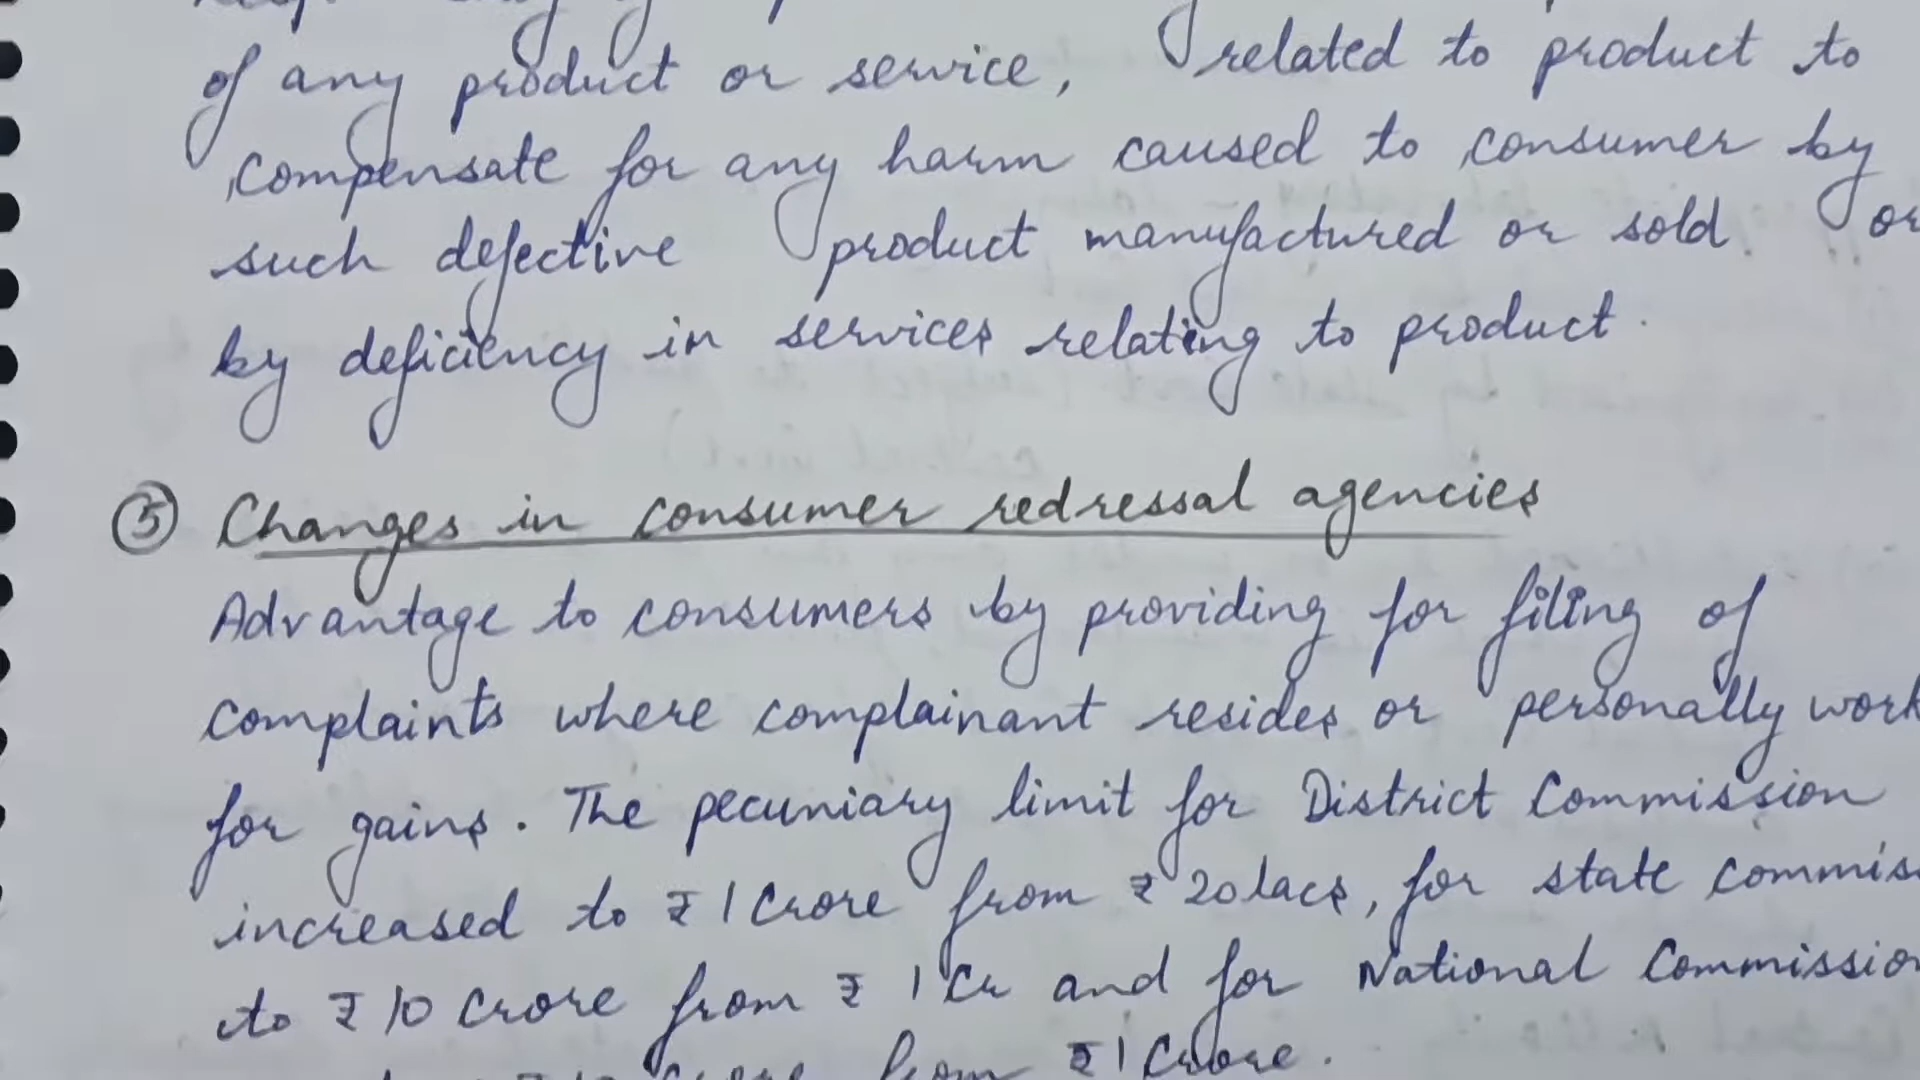 of any product or service, related to product to
compensate for any harm caused to consumer by
such defective product manufactured or sold. or
by deficiency in services relating to product.
⑤ Changes in consumer redressal agencies
Advantage to consumers by providing for filing of
complaints where complainant resides or personally work
for gains. The pecuniary limit for District Commission
increased to ₹ 1 Crore from ₹ 20 lacs, for state commis
to ₹ 10 Crore from ₹ 1 Cr and for National Commission
Crore from ₹ 1 Crore.